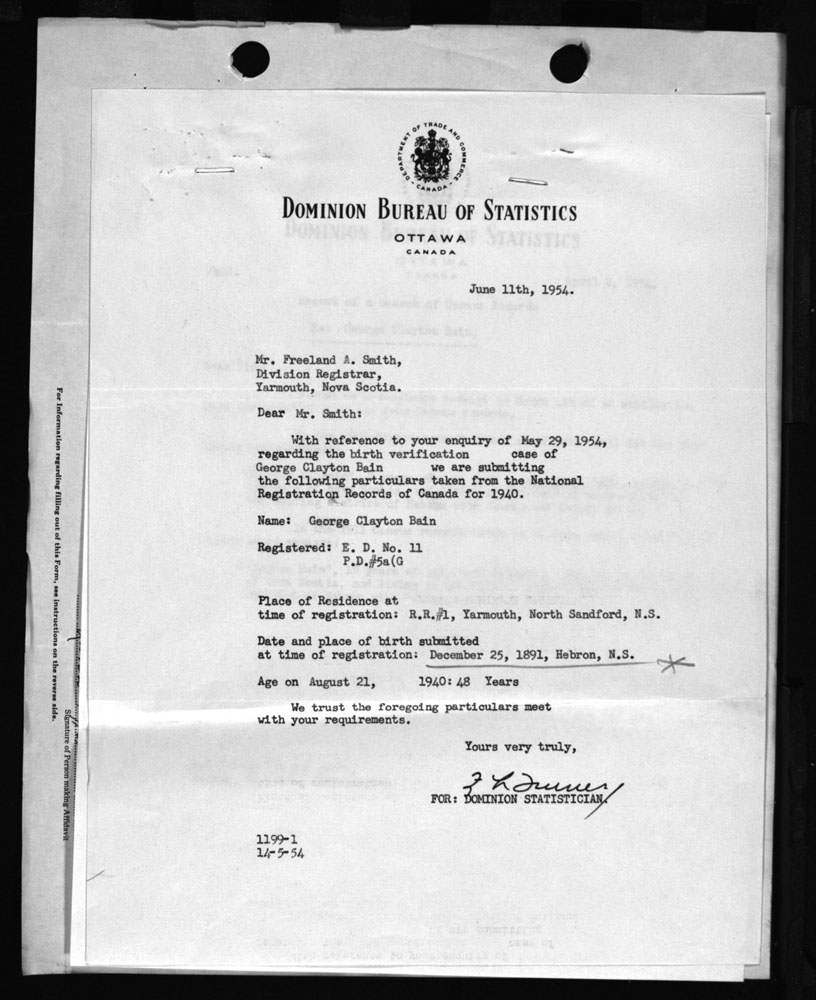 DEPARTMENT OF TRADE AND COMMERCE
CANADA
DOMINION BUREAU OF STATISTICS
OTTAWA
CANADA
June 11th, 1954.
Mr. Freeland A. Smith,
Division Registrar,
Yarmouth, Nova Scotia.
Dear Mr. Smith:
With reference to your enquiry of May 29, 1954,
regarding the birth verification case of
George Clayton Bain we are submitting
the following particulars taken from the National
Registration Records of Canada for 1940.
Name: George Clayton Bain
Registered: E. D. No. 11
P.D.#5a(G
Place of Residence at
time of registration: R.R.#1, Yarmouth, North Sandford, N.S.
Date and place of birth submitted
at time of registration: December 25, 1891, Hebron, N.S.
Age on August 21, 1940: 48 Years
We trust the foregoing particulars meet
with your requirements.
Yours very truly,
FOR: DOMINION STATISTICIAN.
1199-1
14-5-54
For Information regarding filling out of this Form, see instructions on the reverse side.
Signature of Person making Affidavit